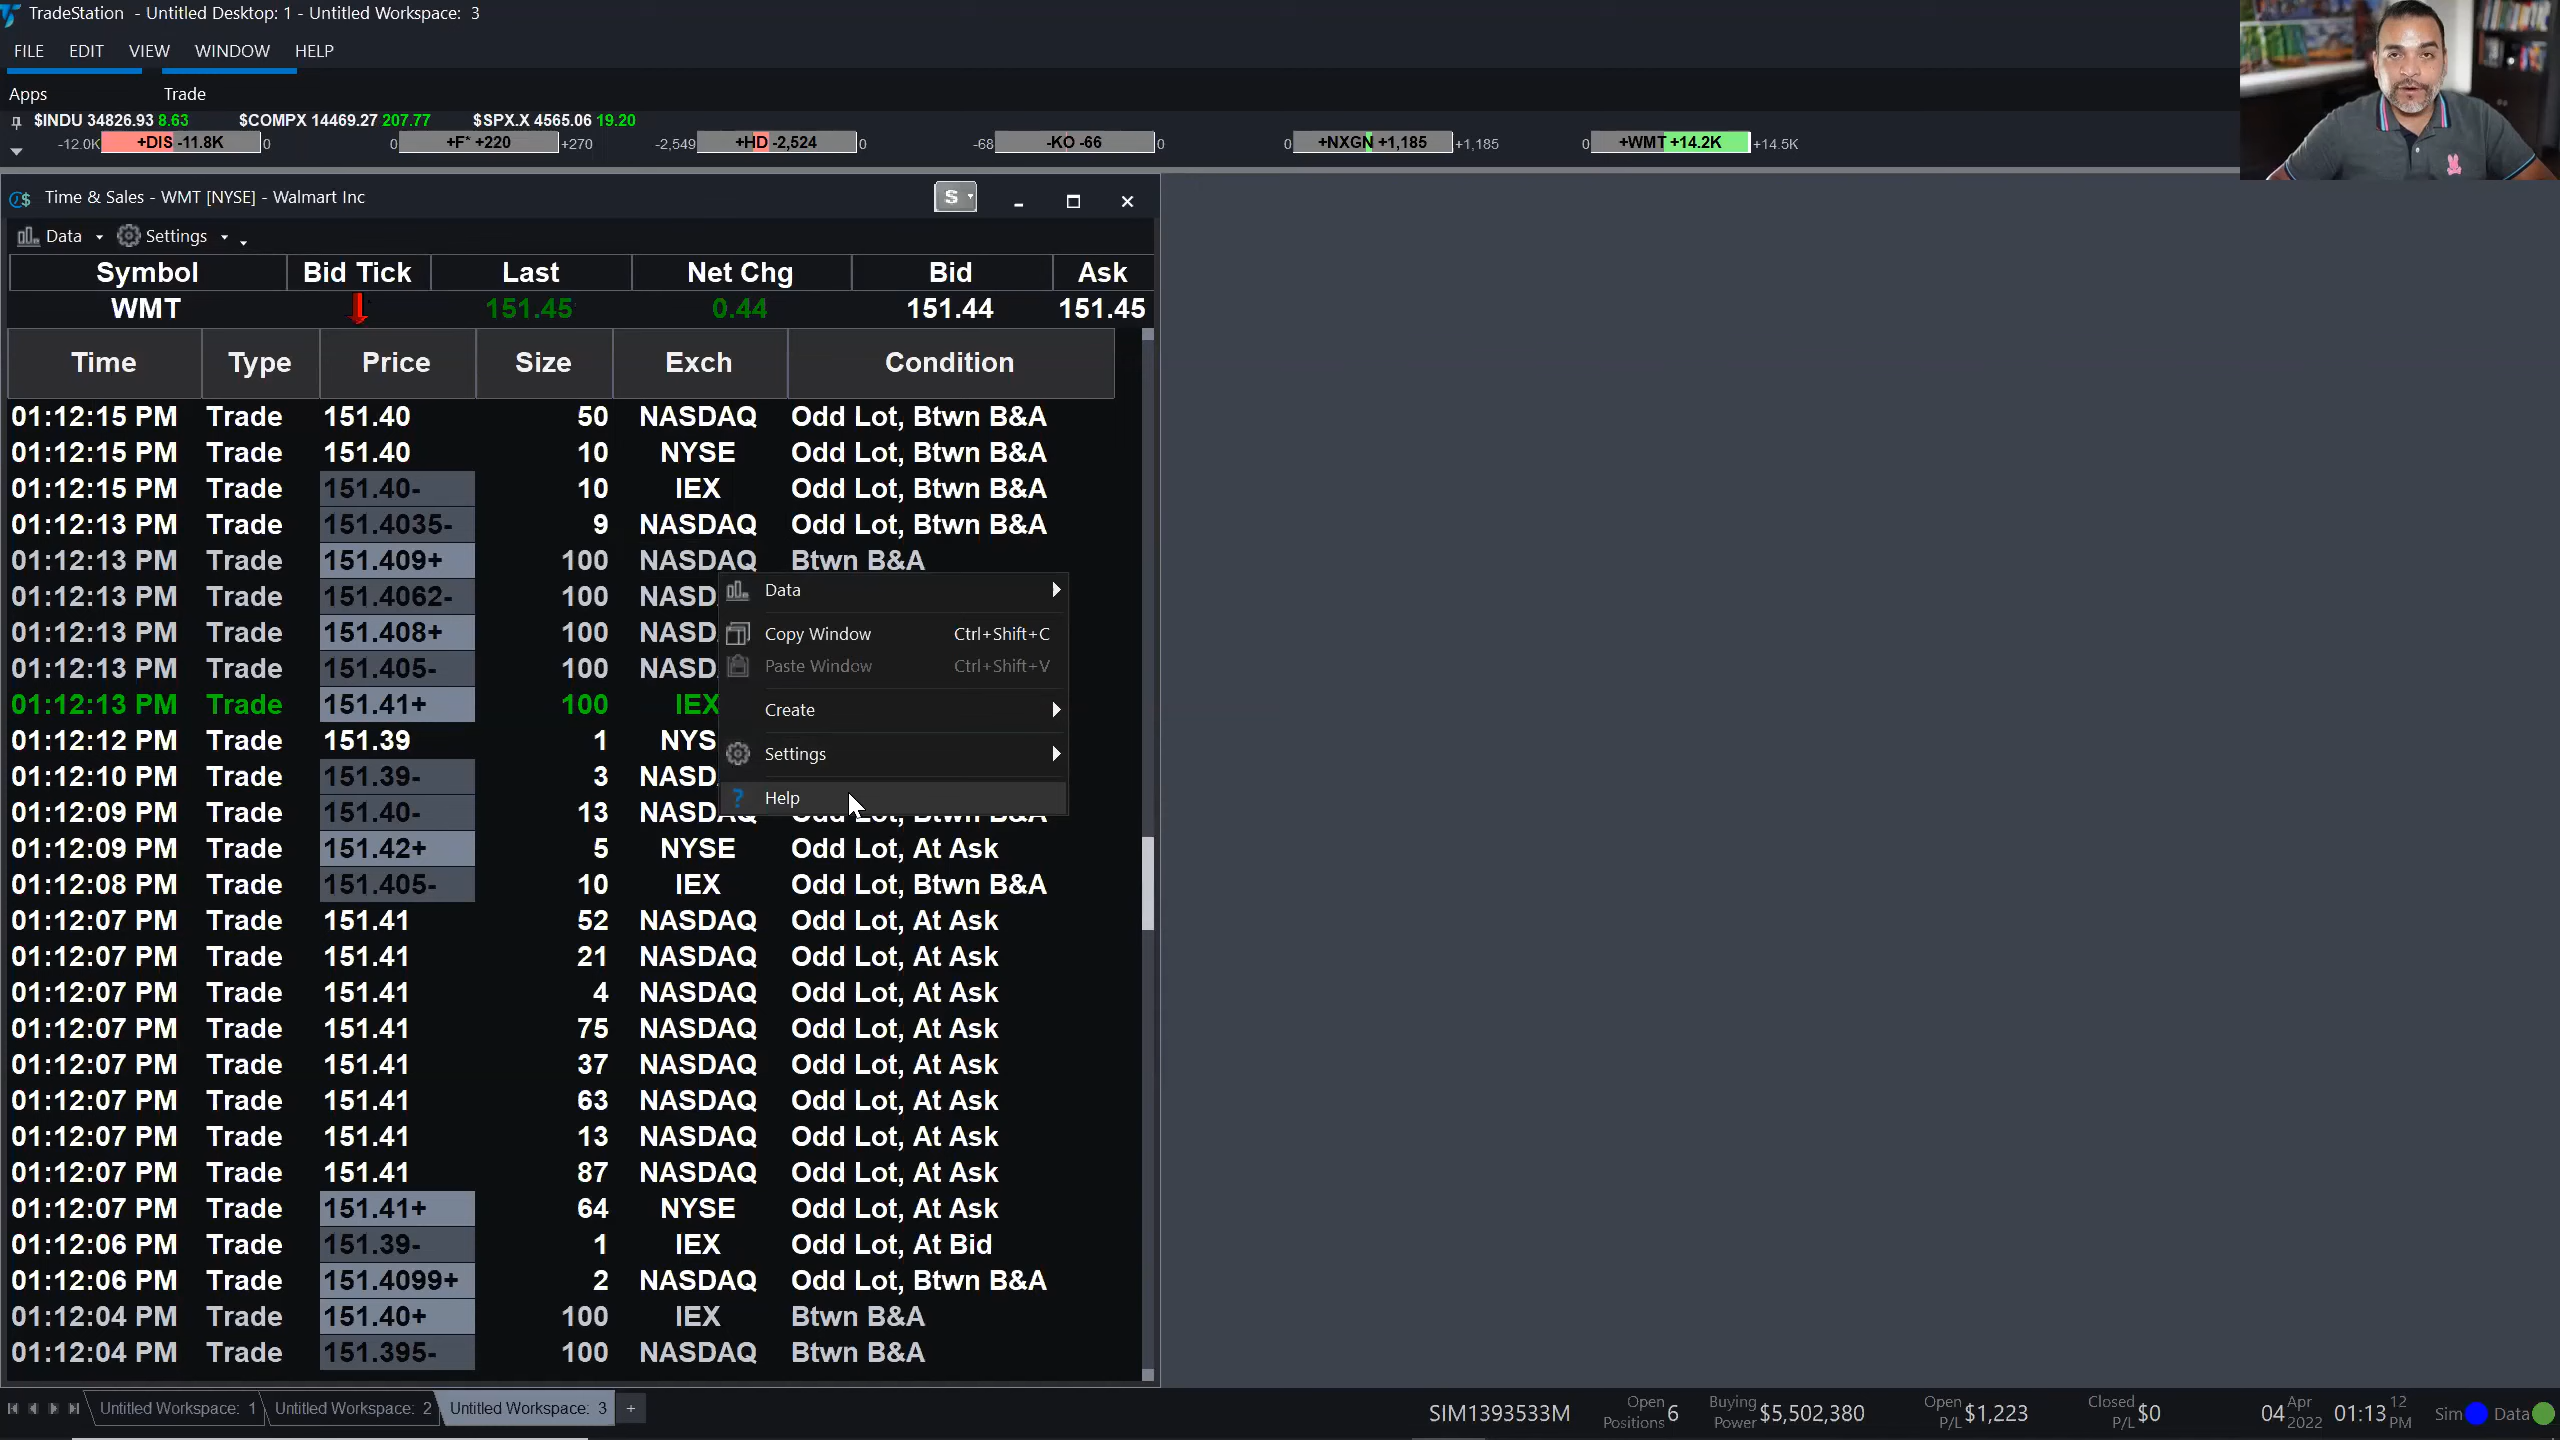 TradeStation - Untitled Desktop: 1 - Untitled Workspace: 3
FILE EDIT VIEW WINDOW HELP
Apps Trade
$INDU 34826.93 8.63 $COMPX 14469.27 207.77 $SPX.X 4565.06 19.20
-12.0K +DIS -11.8K 0 0 +F* +220 +270 -2,549 +HD -2,524 0 -68 -KO -66 0 0 +NXGN +1,185 +1,185 0 +WMT +14.2K +14.5K
Time & Sales - WMT [NYSE] - Walmart Inc S
Data Settings
Symbol Bid Tick Last Net Chg Bid Ask
WMT 151.45 0.44 151.44 151.45
Time Type Price Size Exch Condition
01:12:15 PM Trade 151.40 50 NASDAQ Odd Lot, Btwn B&A
01:12:15 PM Trade 151.40 10 NYSE Odd Lot, Btwn B&A
01:12:15 PM Trade 151.40- 10 IEX Odd Lot, Btwn B&A
01:12:13 PM Trade 151.4035- 9 NASDAQ Odd Lot, Btwn B&A
01:12:13 PM Trade 151.409+ 100 NASDAQ Btwn B&A
01:12:13 PM Trade 151.4062- 100 NASD
01:12:13 PM Trade 151.408+ 100 NASD
01:12:13 PM Trade 151.405- 100 NASD
01:12:13 PM Trade 151.41+ 100 IEX
01:12:12 PM Trade 151.39 1 NYS
01:12:10 PM Trade 151.39- 3 NASD
01:12:09 PM Trade 151.40- 13 NASDAQ Odd Lot, Btwn B&A
01:12:09 PM Trade 151.42+ 5 NYSE Odd Lot, At Ask
01:12:08 PM Trade 151.405- 10 IEX Odd Lot, Btwn B&A
01:12:07 PM Trade 151.41 52 NASDAQ Odd Lot, At Ask
01:12:07 PM Trade 151.41 21 NASDAQ Odd Lot, At Ask
01:12:07 PM Trade 151.41 4 NASDAQ Odd Lot, At Ask
01:12:07 PM Trade 151.41 75 NASDAQ Odd Lot, At Ask
01:12:07 PM Trade 151.41 37 NASDAQ Odd Lot, At Ask
01:12:07 PM Trade 151.41 63 NASDAQ Odd Lot, At Ask
01:12:07 PM Trade 151.41 13 NASDAQ Odd Lot, At Ask
01:12:07 PM Trade 151.41 87 NASDAQ Odd Lot, At Ask
01:12:07 PM Trade 151.41+ 64 NYSE Odd Lot, At Ask
01:12:06 PM Trade 151.39- 1 IEX Odd Lot, At Bid
01:12:06 PM Trade 151.4099+ 2 NASDAQ Odd Lot, Btwn B&A
01:12:04 PM Trade 151.40+ 100 IEX Btwn B&A
01:12:04 PM Trade 151.395- 100 NASDAQ Btwn B&A
Data
Copy Window Ctrl+Shift+C
Paste Window Ctrl+Shift+V
Create
Settings
? Help
Untitled Workspace: 1 Untitled Workspace: 2 Untitled Workspace: 3 +
SIM1393533M Open Positions 6 Buying Power $5,502,380 Open P/L $1,223 Closed P/L $0 04 Apr 2022 01:13 12 PM Sim Data